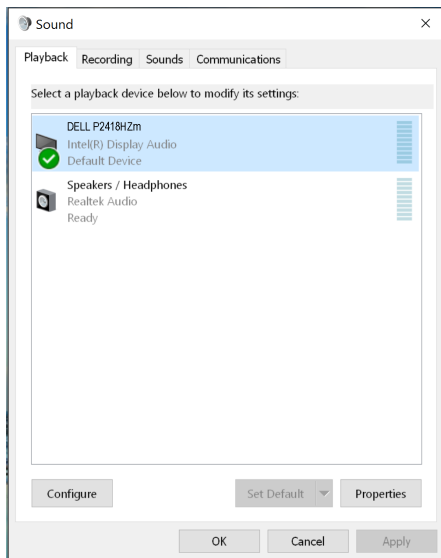 Sound
Playback Recording Sounds Communications
Select a playback device below to modify its settings:
DELL P2418HZm
Intel(R) Display Audio
Default Device
Speakers / Headphones
Realtek Audio
Ready
Configure Set Default Properties
OK Cancel Apply